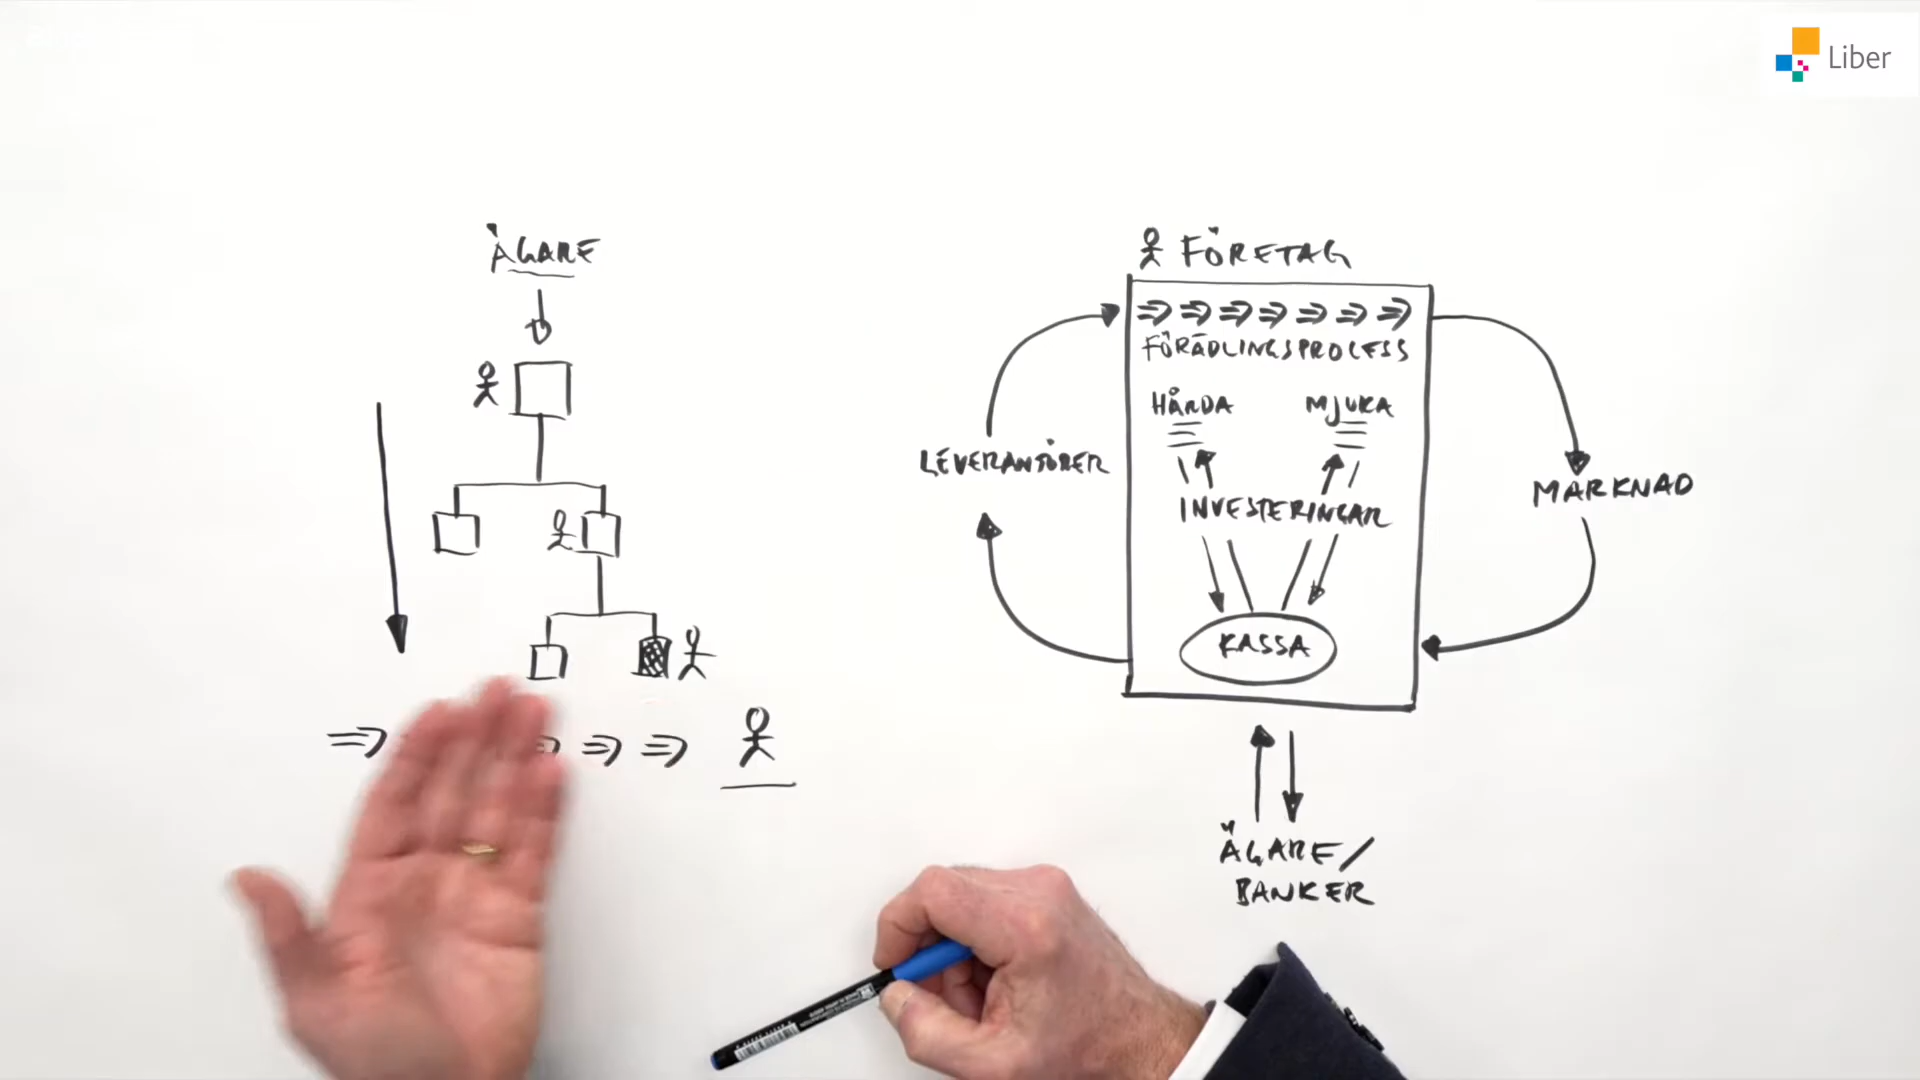 Liber
ÄGARE
FÖRETAG
FÖRÄDLINGSPROCESS
HÅRDA
MJUKA
LEVERANTÖRER
INVESTERINGAR
MARKNAD
KASSA
ÄGARE/
BANKER